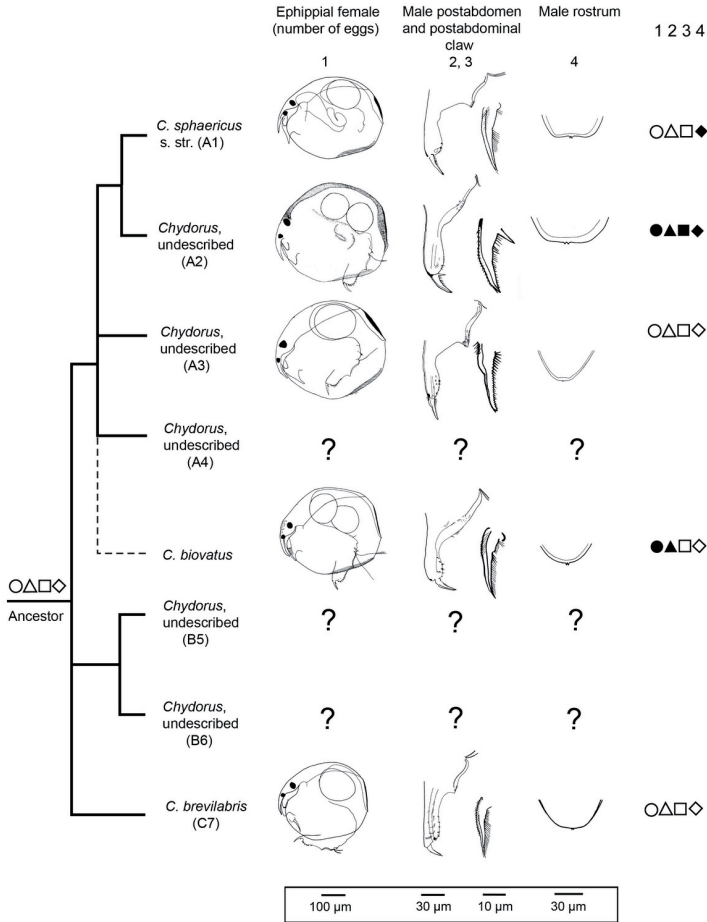 Ephippial female
(number of eggs)
1
Male postabdomen
and postabdominal
claw
2, 3
Male rostrum
4
1 2 3 4
C. sphaericus
s. str. (A1)
Chydorus,
undescribed
(A2)
Chydorus,
undescribed
(A3)
Chydorus,
undescribed
(A4)
? ? ?
C. biovatus
Ancestor
Chydorus,
undescribed
(B5)
? ? ?
Chydorus,
undescribed
(B6)
? ? ?
C. brevilabris
(C7)
100 µm 30 µm 10 µm 30 µm